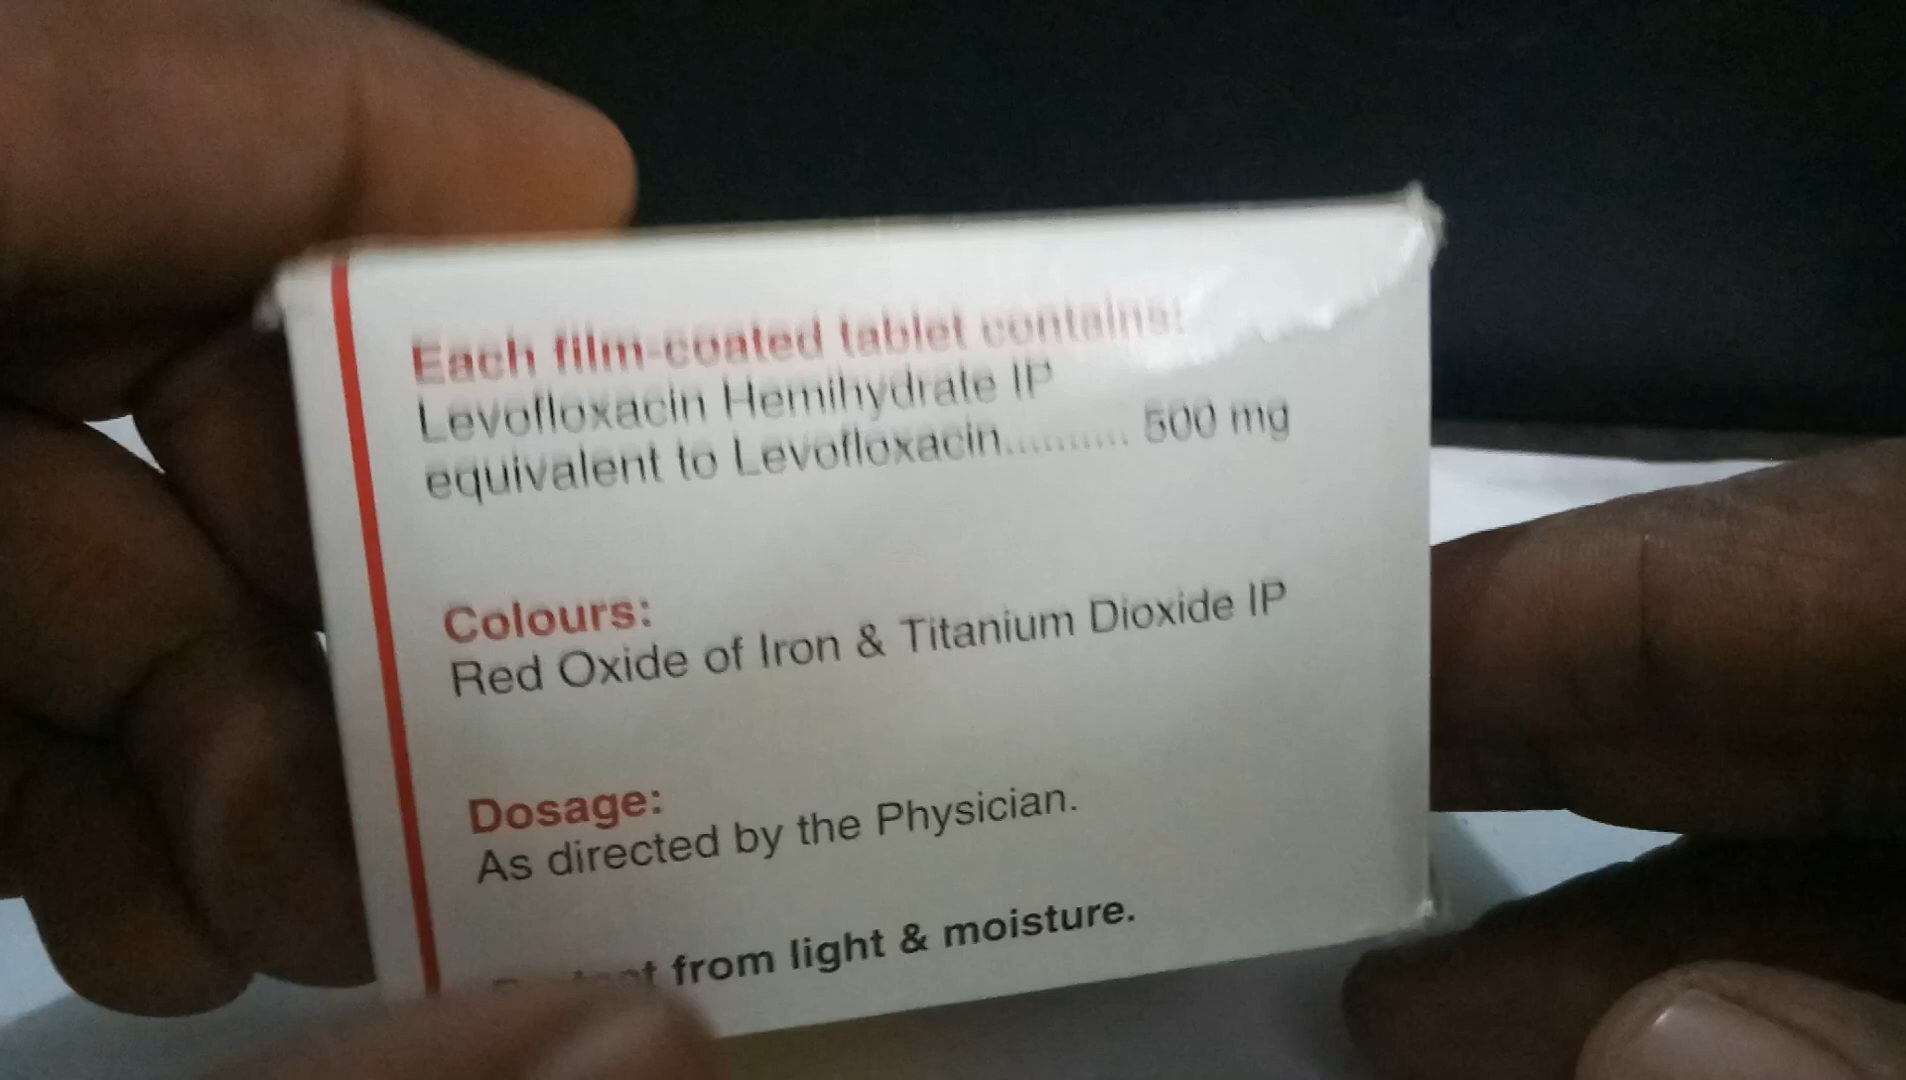 Each film-coated tablet contains:
Levofloxacin Hemihydrate IP
equivalent to Levofloxacin.......... 500 mg
Colours:
Red Oxide of Iron & Titanium Dioxide IP
Dosage:
As directed by the Physician.
from light & moisture.